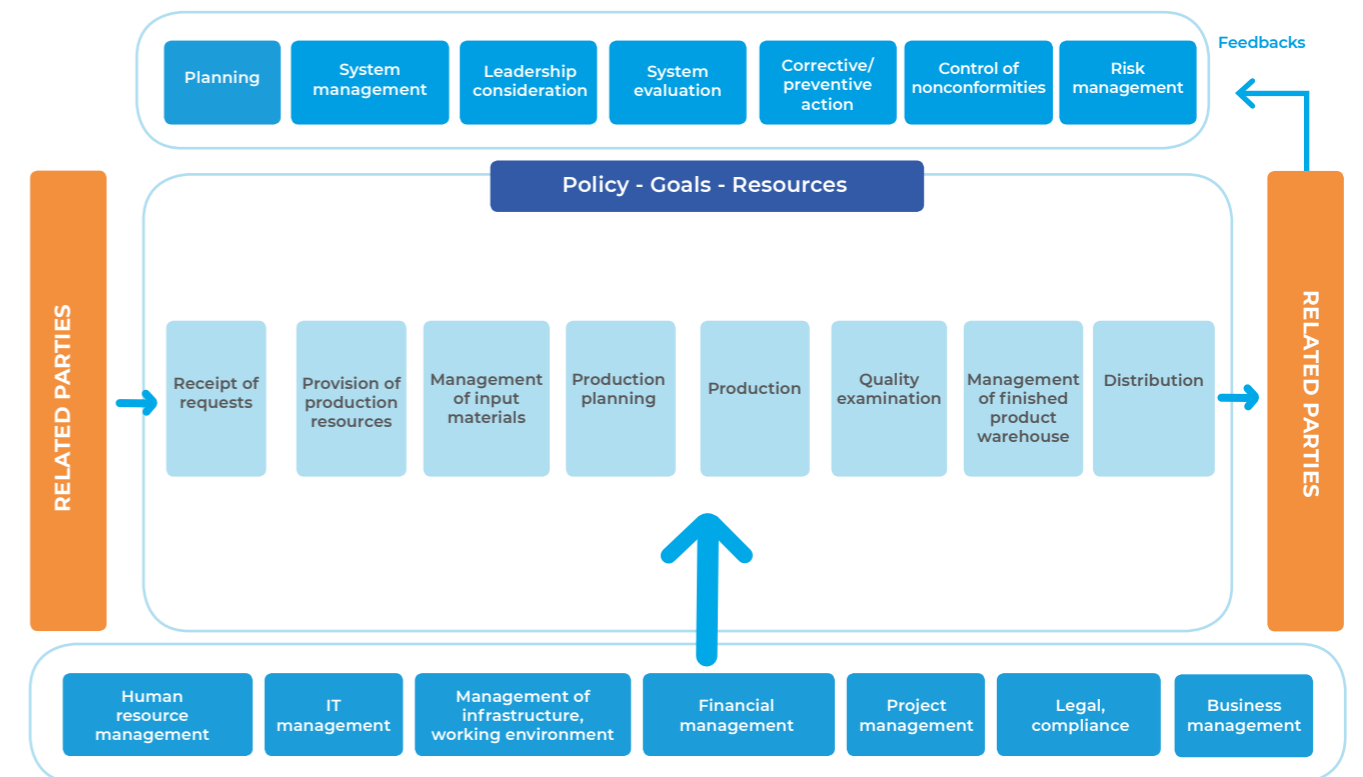 Feedbacks
Planning
System
management
Leadership
consideration
System
evaluation
Corrective/
preventive
action
Control of
nonconformities
Risk
management
Policy - Goals - Resources
RELATED PARTIES
Receipt of
requests
Provision of
production
resources
Management
of input
materials
Production
planning
Production
Quality
examination
Management
of finished
product
warehouse
Distribution
RELATED PARTIES
Human
resource
management
IT
management
Management of
infrastructure,
working environment
Financial
management
Project
management
Legal,
compliance
Business
management